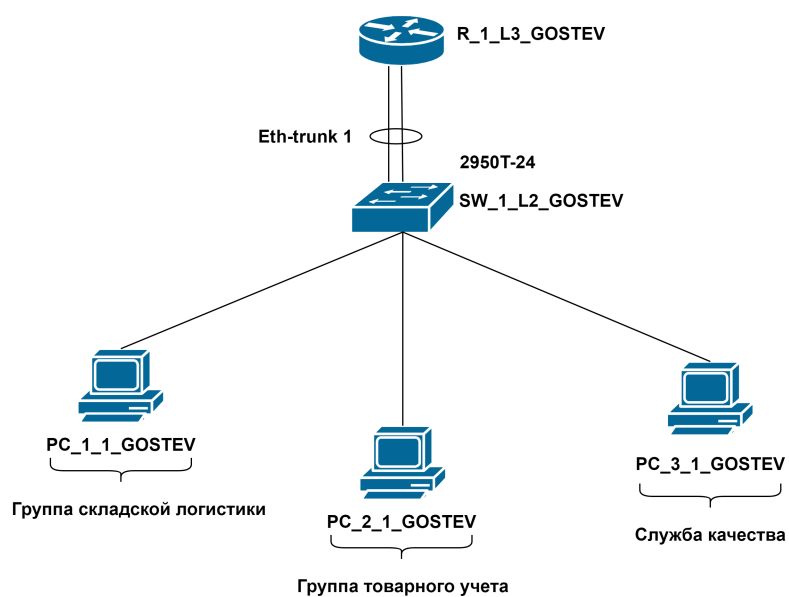 R_1_L3_GOSTEV
Eth-trunk 1
2950T-24
SW_1_L2_GOSTEV
PC_1_1_GOSTEV
Группа складской логистики
PC_2_1_GOSTEV
Группа товарного учета
PC_3_1_GOSTEV
Служба качества